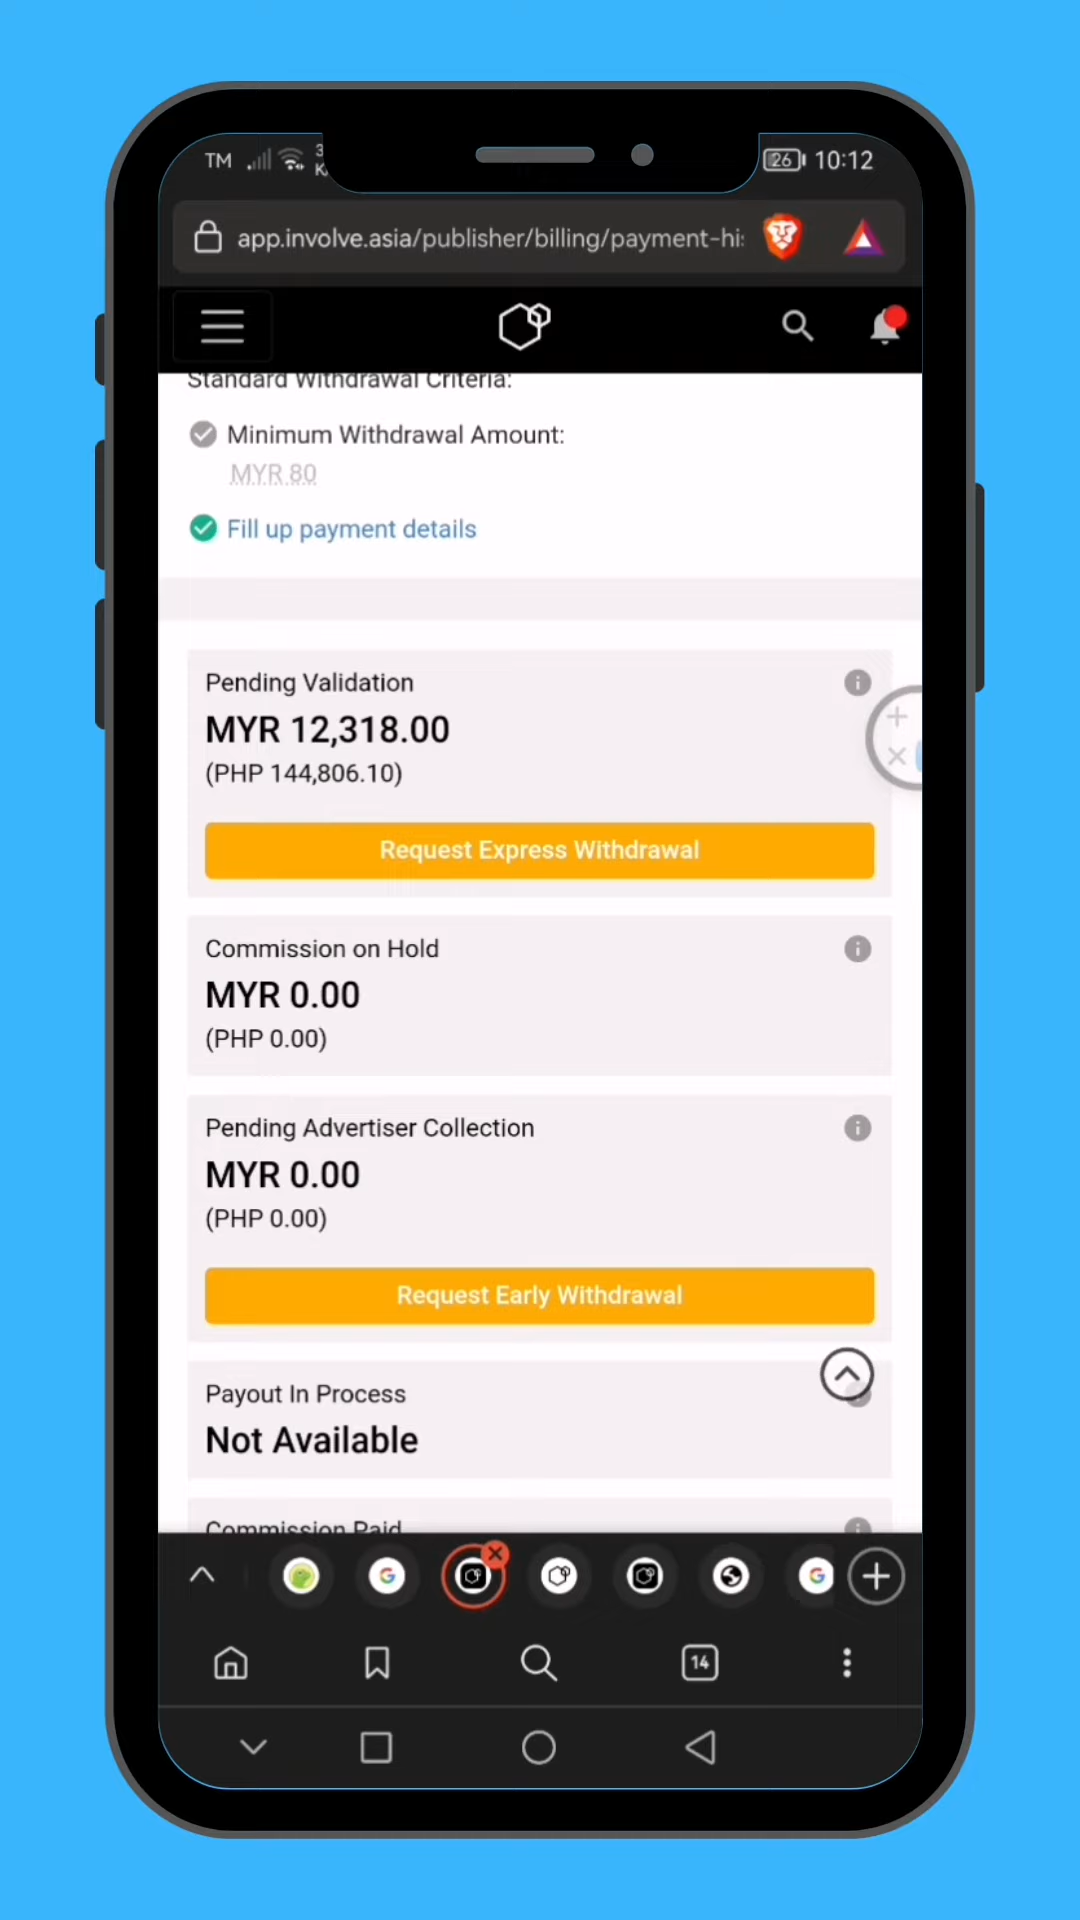 TM
26 10:12
app.involve.asia/publisher/billing/payment-his
Standard Withdrawal Criteria:
Minimum Withdrawal Amount:
MYR 80
Fill up payment details
Pending Validation
MYR 12,318.00
(PHP 144,806.10)
Request Express Withdrawal
Commission on Hold
MYR 0.00
(PHP 0.00)
Pending Advertiser Collection
MYR 0.00
(PHP 0.00)
Request Early Withdrawal
Payout In Process
Not Available
Commission Paid
14